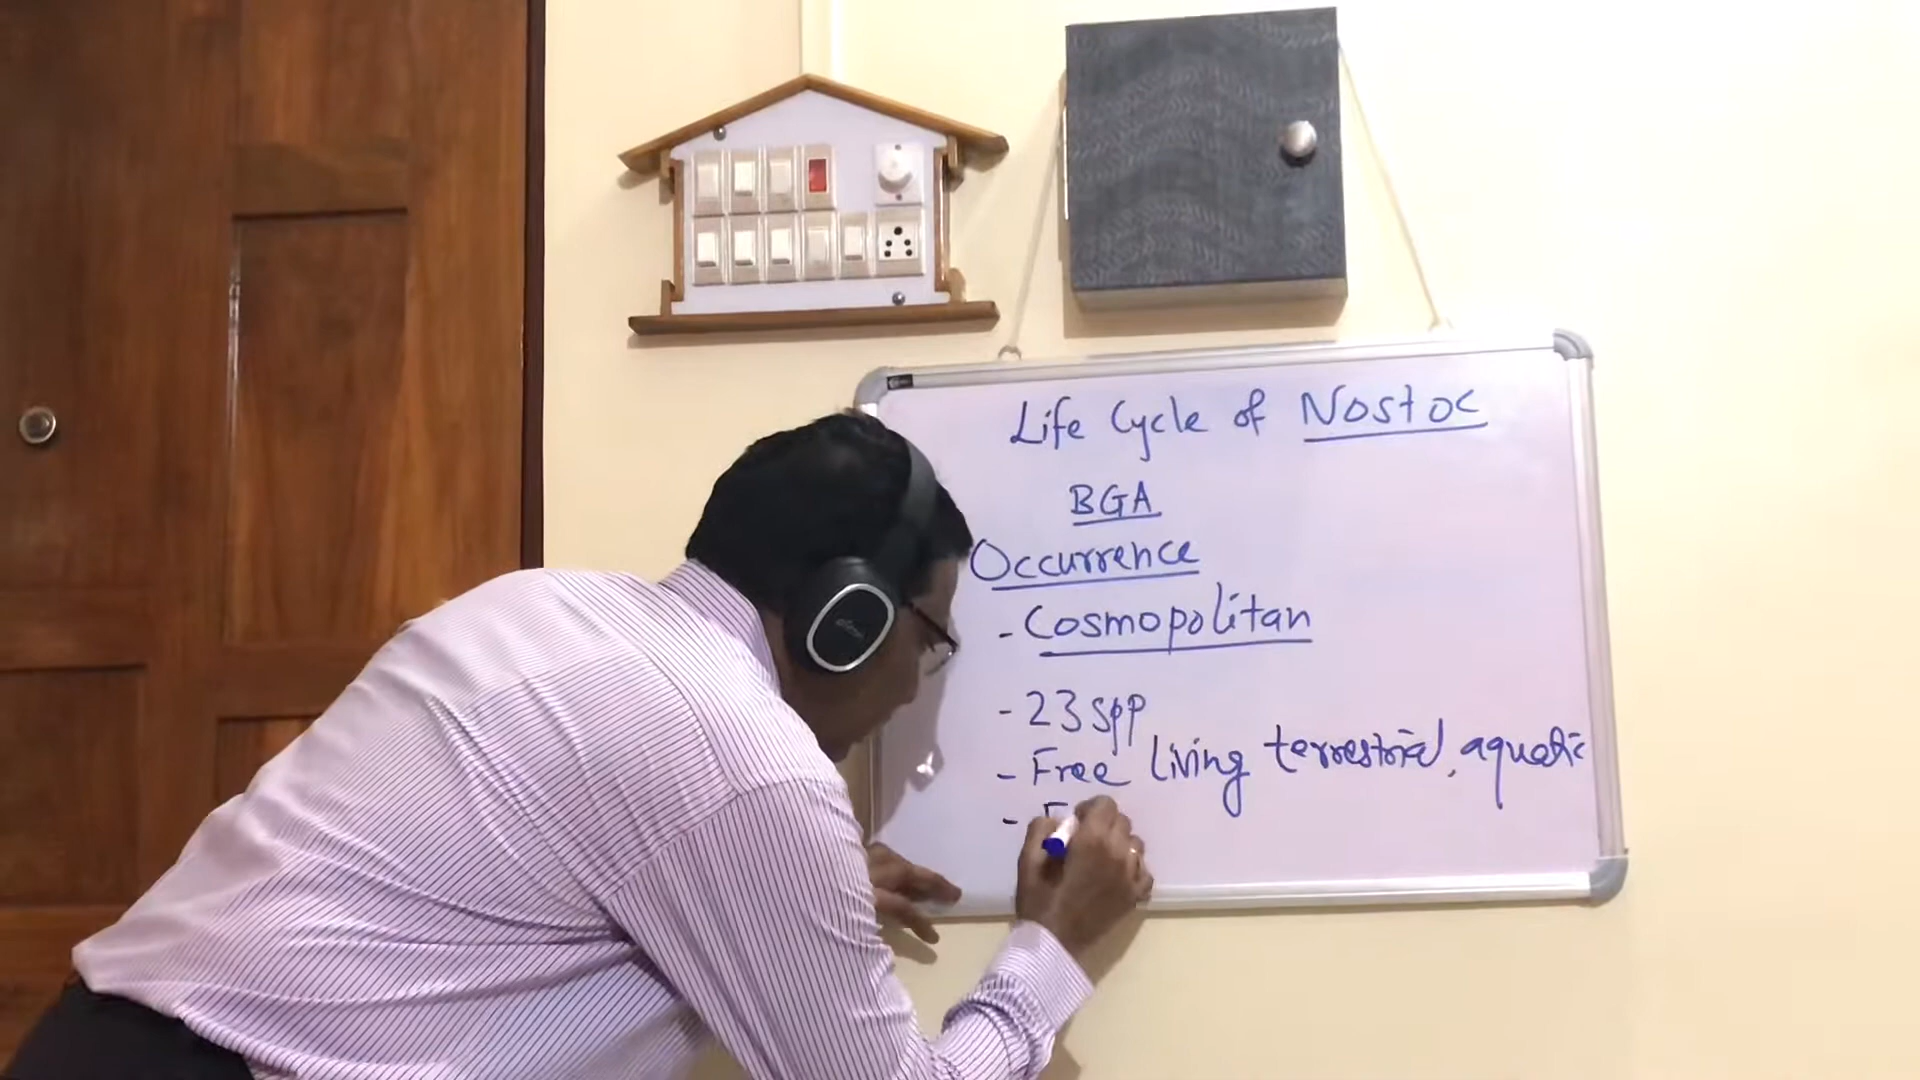 Life Cycle of Nostoc
BGA
Occurrence
- Cosmopolitan
- 23 spp
- Free living terrestrial, aquatic
- F